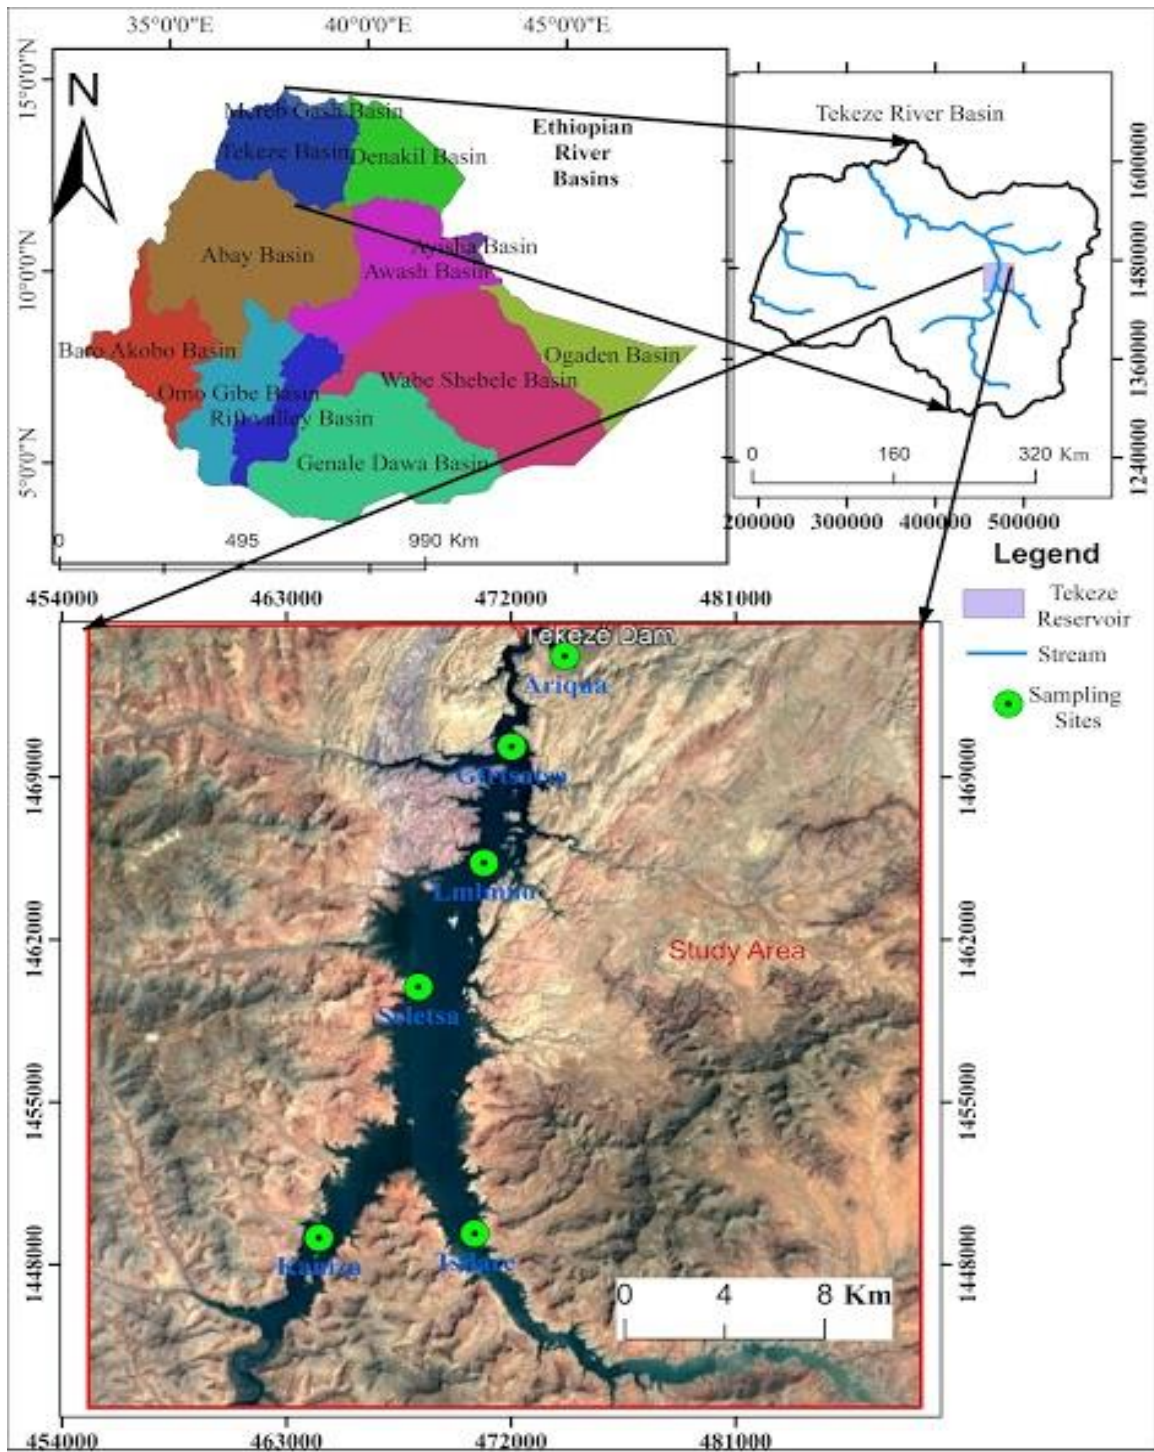 35°0'0"E
40°0'0"E
45°0'0"E
15°0'0"N
10°0'0"N
5°0'0"N
N
Mereb Gash Basin
Tekeze Basin
Denakil Basin
Ethiopian
River
Basins
Abay Basin
Ayisha Basin
Awash Basin
Baro Akobo Basin
Ogaden Basin
Wabe Shebele Basin
Omo Gibe Basin
Rift valley Basin
Genale Dawa Basin
0 495 990 Km
Tekeze River Basin
1600000
1480000
1360000
1240000
0 160 320 Km
200000 300000 400000 500000
Legend
Tekeze
Reservoir
Stream
Sampling
Sites
454000 463000 472000 481000
Tekeze Dam
Ariqua
1469000
1469000
1462000
1462000
Study Area
Seletsa
1455000
1455000
1448000
1448000
0 4 8 Km
454000 463000 472000 481000